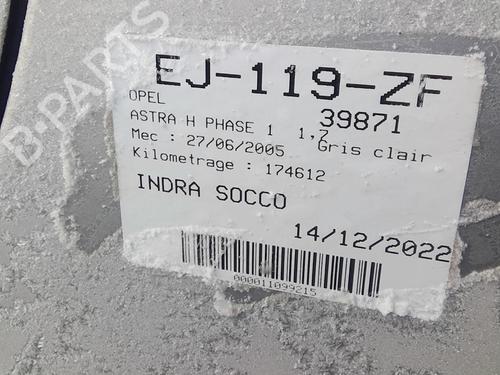 B-PARTS
EJ-119-ZF
OPEL 39871
ASTRA H PHASE 1 1,7
Mec : 27/06/2005 Gris clair
Kilometrage : 174612
INDRA SOCCO
14/12/2022
000011099215